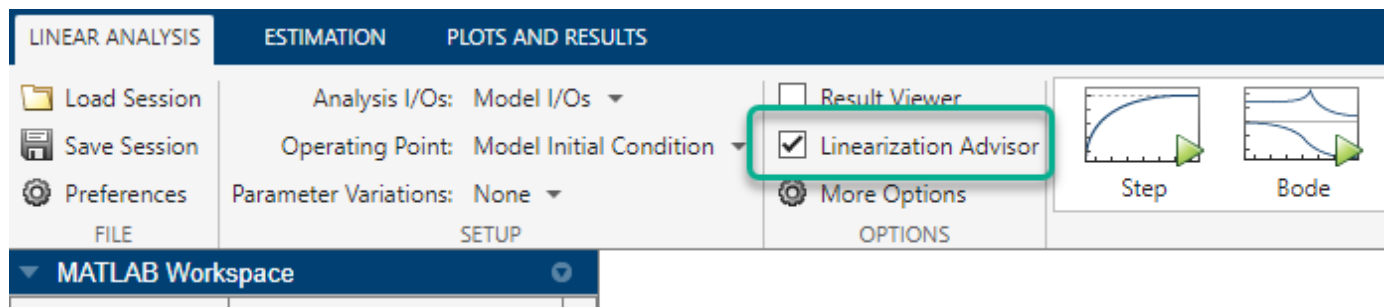 LINEAR ANALYSIS ESTIMATION PLOTS AND RESULTS
Load Session Analysis I/Os: Model I/Os Result Viewer
Save Session Operating Point: Model Initial Condition Linearization Advisor
Preferences Parameter Variations: None More Options Step Bode
FILE SETUP OPTIONS
MATLAB Workspace